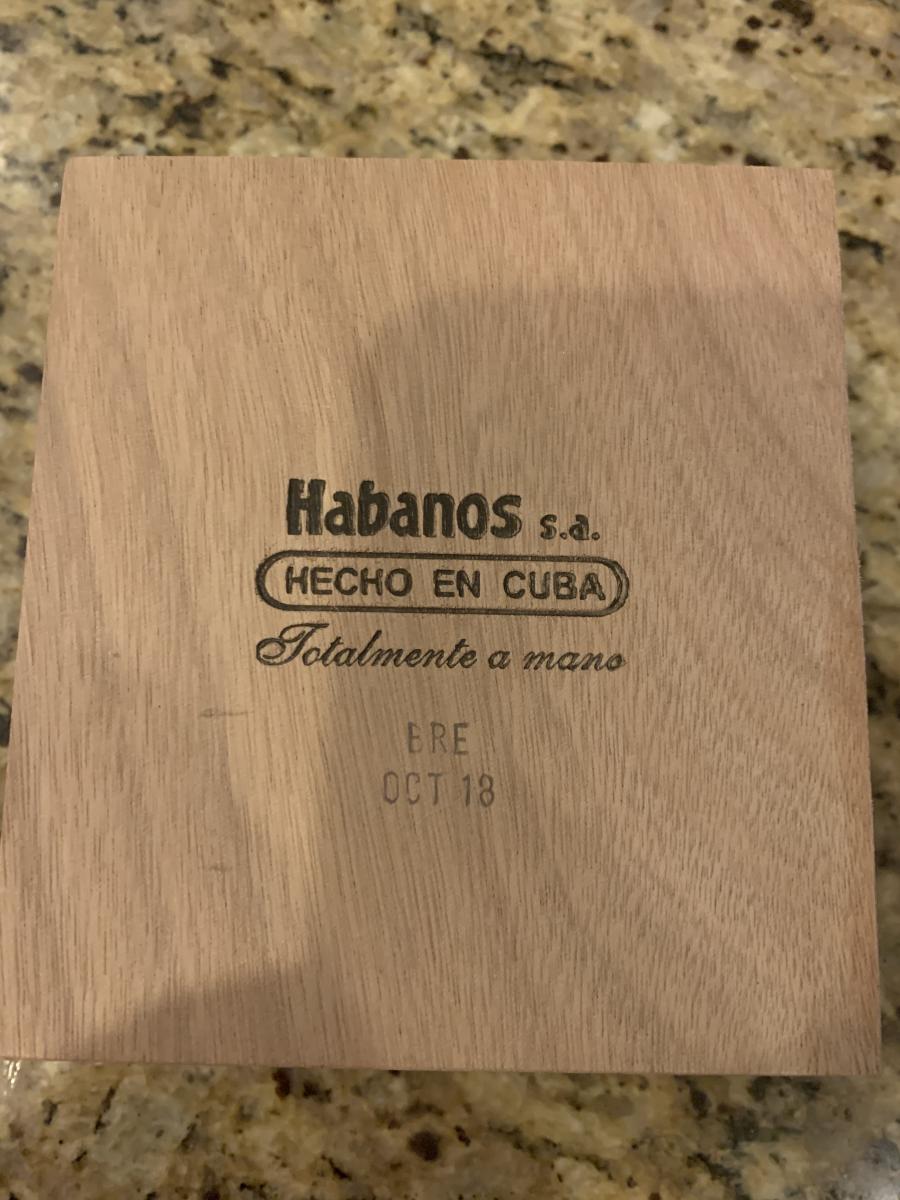 Habanos s.a.
HECHO EN CUBA
Totalmente a mano
BRE
OCT 18